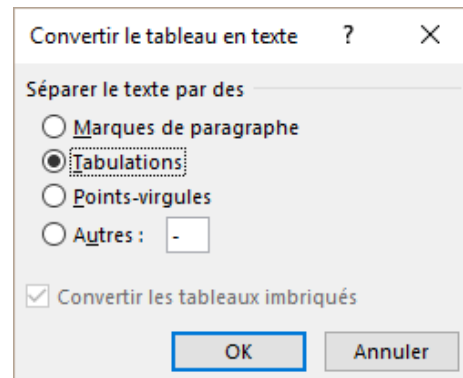 Convertir le tableau en texte ? ×
Séparer le texte par des
Marques de paragraphe
Tabulations
Points-virgules
Autres : -
Convertir les tableaux imbriqués
OK Annuler